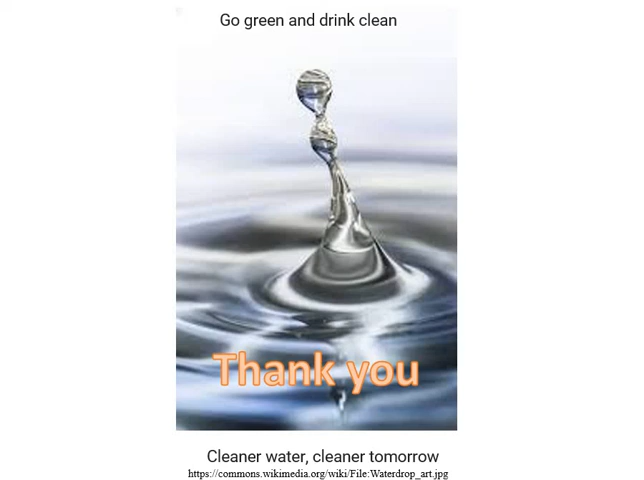 Go green and drink clean
Thank you
Cleaner water, cleaner tomorrow
https://commons.wikimedia.org/wiki/File:Waterdrop_art.jpg